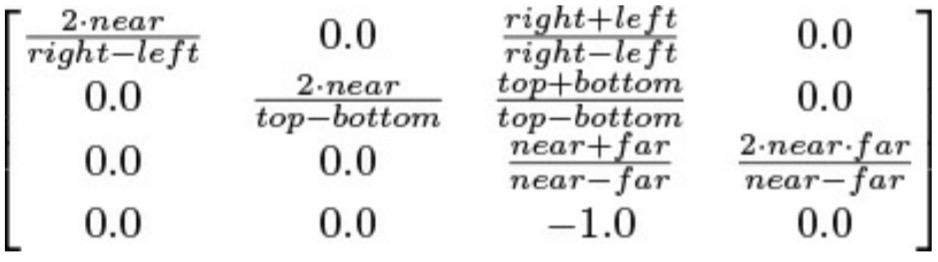 \begin{bmatrix} \frac{2 \cdot near}{right-left} & 0.0 & \frac{right+left}{right-left} & 0.0 \\
0.0 & \frac{2 \cdot near}{top-bottom} & \frac{top+bottom}{top-bottom} & 0.0 \\
0.0 & 0.0 & \frac{near+far}{near-far} & \frac{2 \cdot near \cdot far}{near-far} \\
0.0 & 0.0 & -1.0 & 0.0 \end{bmatrix}